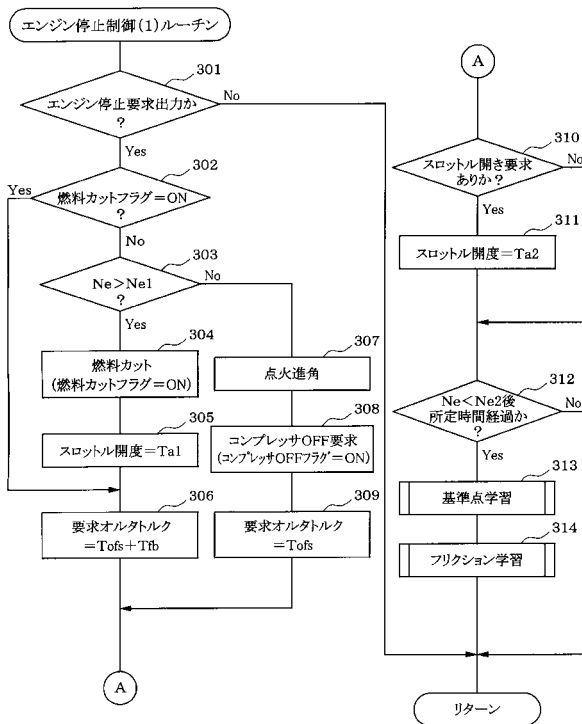 エンジン停止制御(1)ルーチン
301
エンジン停止要求出力か
?
No
Yes
302
Yes
燃料カットフラグ=ON
?
No
303
Ne>Ne1
?
No
Yes
304
燃料カット
(燃料カットフラグ=ON)
305
スロットル開度=Ta1
306
要求オルタトルク
=Tofs+Tfb
307
点火進角
308
コンプレッサOFF要求
(コンプレッサOFFフラグ=ON)
309
要求オルタトルク
=Tofs
A
A
310
スロットル開き要求
ありか?
No
Yes
311
スロットル開度=Ta2
312
Ne<Ne2後
所定時間経過か
?
No
Yes
313
基準点学習
314
フリクション学習
リターン